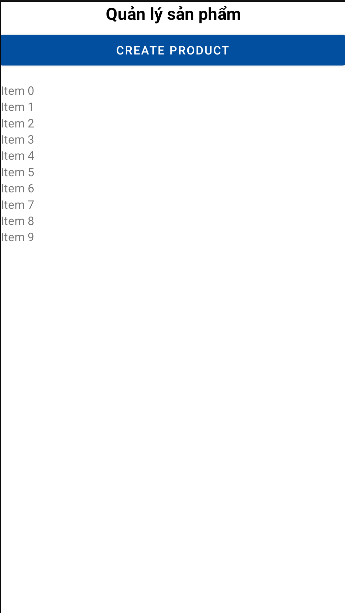 Quản lý sản phẩm
CREATE PRODUCT
Item 0
Item 1
Item 2
Item 3
Item 4
Item 5
Item 6
Item 7
Item 8
Item 9